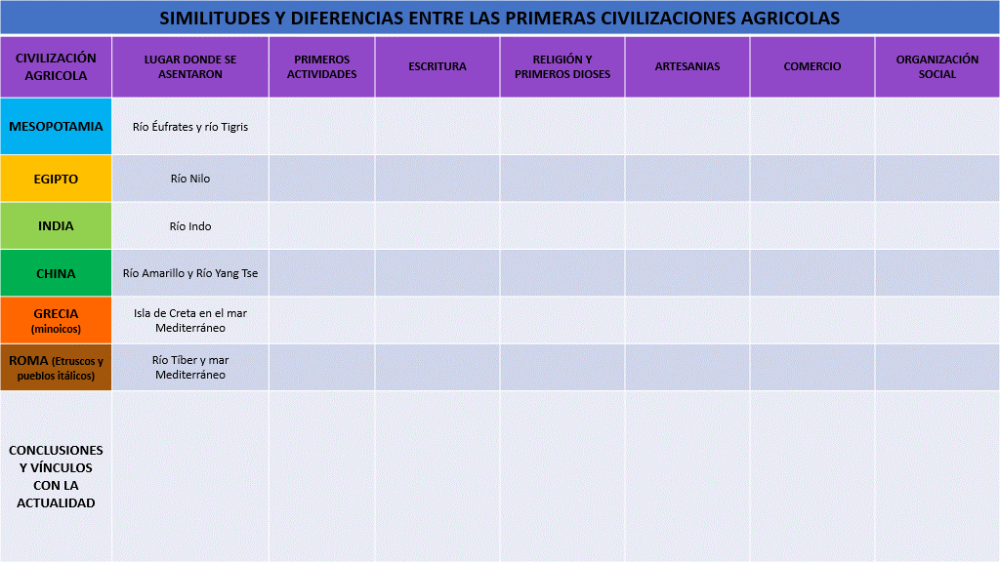 SIMILITUDES Y DIFERENCIAS ENTRE LAS PRIMERAS CIVILIZACIONES AGRICOLAS
CIVILIZACIÓN
AGRICOLA
LUGAR DONDE SE
ASENTARON
PRIMEROS
ACTIVIDADES
ESCRITURA
RELIGIÓN Y
PRIMEROS DIOSES
ARTESANIAS
COMERCIO
ORGANIZACIÓN
SOCIAL
MESOPOTAMIA
Río Éufrates y río Tigris
EGIPTO
Río Nilo
INDIA
Río Indo
CHINA
Río Amarillo y Río Yang Tse
GRECIA
(minoicos)
Isla de Creta en el mar
Mediterráneo
ROMA (Etruscos y
pueblos itálicos)
Río Tíber y mar
Mediterráneo
CONCLUSIONES
Y VÍNCULOS
CON LA
ACTUALIDAD